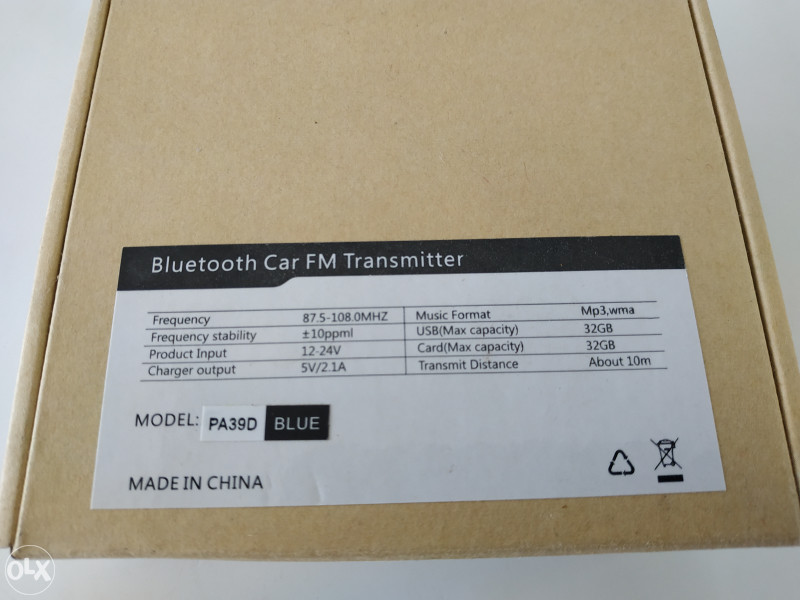 Bluetooth Car FM Transmitter
Frequency 87.5-108.0MHZ Music Format Mp3,wma
Frequency stability ±10ppml USB(Max capacity) 32GB
Product Input 12-24V Card(Max capacity) 32GB
Charger output 5V/2.1A Transmit Distance About 10m
MODEL: PA39D BLUE
MADE IN CHINA
OLX